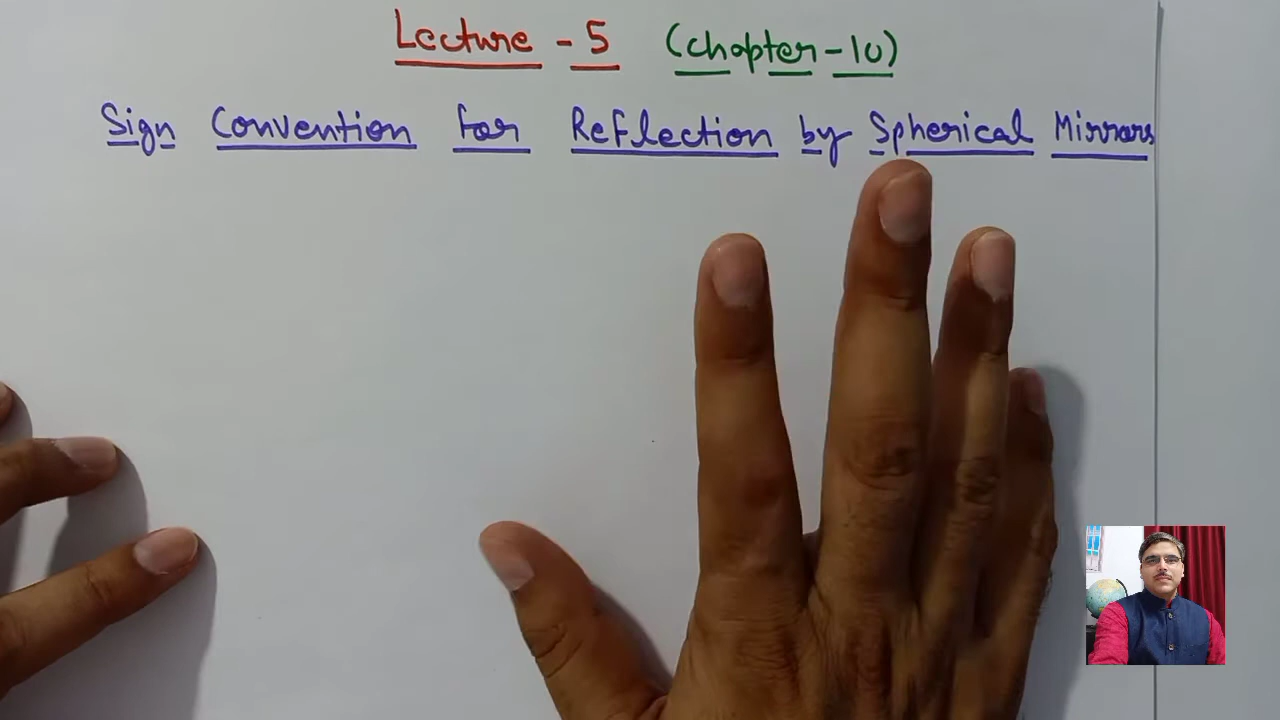 Lecture - 5 (chapter-10)
Sign Convention for Reflection by Spherical Mirrors